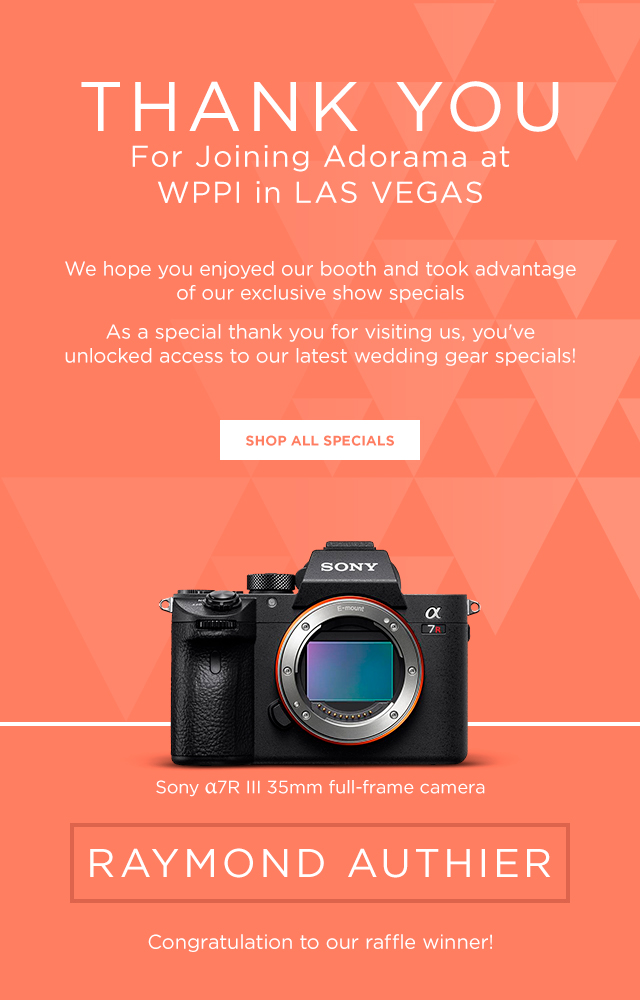 THANK YOU
For Joining Adorama at
WPPI in LAS VEGAS
We hope you enjoyed our booth and took advantage
of our exclusive show specials
As a special thank you for visiting us, you've
unlocked access to our latest wedding gear specials!
SHOP ALL SPECIALS
SONY
E-mount
α
7R
Sony α7R III 35mm full-frame camera
RAYMOND AUTHIER
Congratulation to our raffle winner!